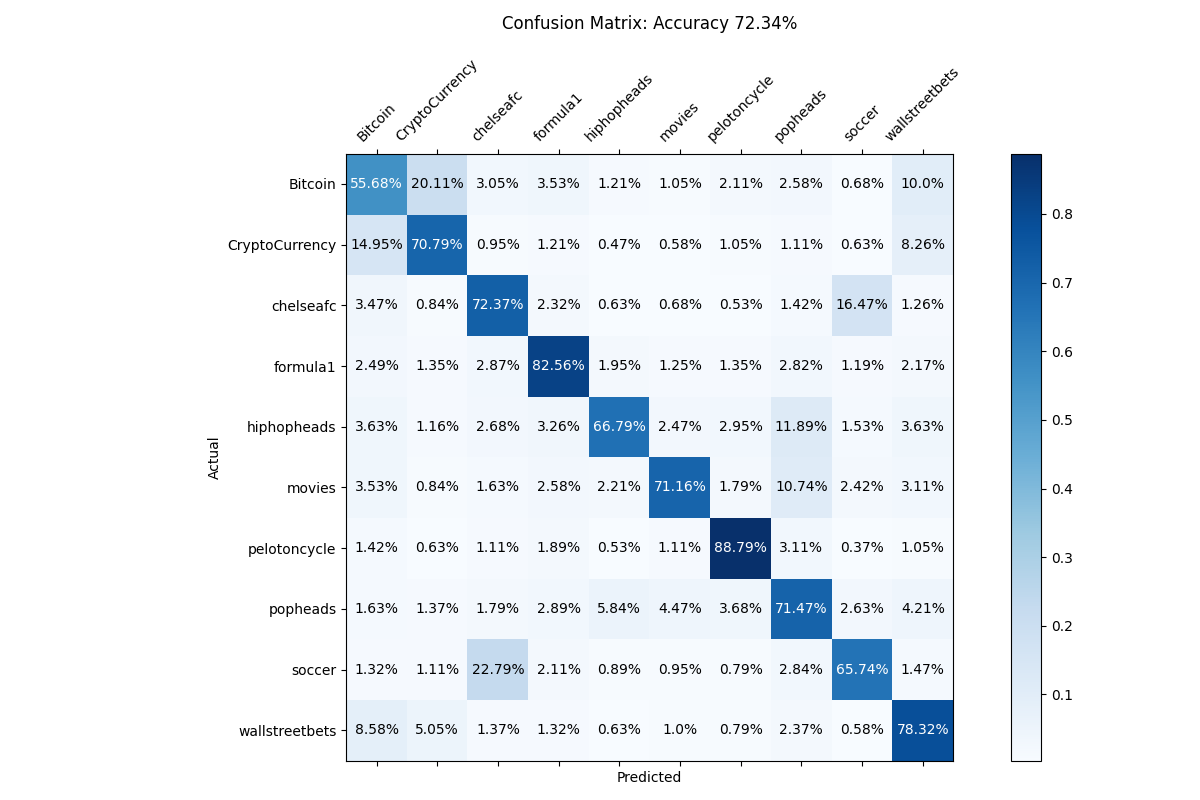 Confusion Matrix: Accuracy 72.34%
Bitcoin CryptoCurrency chelseafc formula1 hiphopheads movies pelotoncycle popheads soccer wallstreetbets
Bitcoin 55.68% 20.11% 3.05% 3.53% 1.21% 1.05% 2.11% 2.58% 0.68% 10.0%
CryptoCurrency 14.95% 70.79% 0.95% 1.21% 0.47% 0.58% 1.05% 1.11% 0.63% 8.26%
chelseafc 3.47% 0.84% 72.37% 2.32% 0.63% 0.68% 0.53% 1.42% 16.47% 1.26%
formula1 2.49% 1.35% 2.87% 82.56% 1.95% 1.25% 1.35% 2.82% 1.19% 2.17%
hiphopheads 3.63% 1.16% 2.68% 3.26% 66.79% 2.47% 2.95% 11.89% 1.53% 3.63%
movies 3.53% 0.84% 1.63% 2.58% 2.21% 71.16% 1.79% 10.74% 2.42% 3.11%
pelotoncycle 1.42% 0.63% 1.11% 1.89% 0.53% 1.11% 88.79% 3.11% 0.37% 1.05%
popheads 1.63% 1.37% 1.79% 2.89% 5.84% 4.47% 3.68% 71.47% 2.63% 4.21%
soccer 1.32% 1.11% 22.79% 2.11% 0.89% 0.95% 0.79% 2.84% 65.74% 1.47%
wallstreetbets 8.58% 5.05% 1.37% 1.32% 0.63% 1.0% 0.79% 2.37% 0.58% 78.32%
Actual
Predicted
0.8
0.7
0.6
0.5
0.4
0.3
0.2
0.1